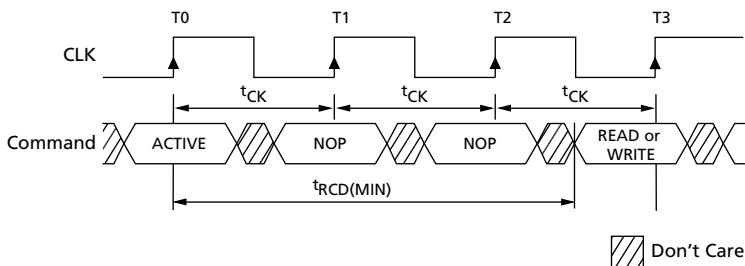 T0 T1 T2 T3
CLK
tCK tCK tCK
Command ACTIVE NOP NOP READ or
WRITE
tRCD(MIN)
Don't Care